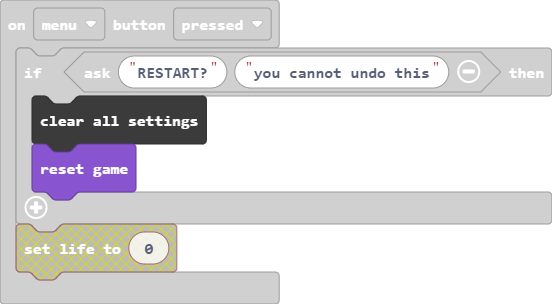 on menu button pressed
if ask "RESTART?" "you cannot undo this" then
clear all settings
reset game
set life to 0